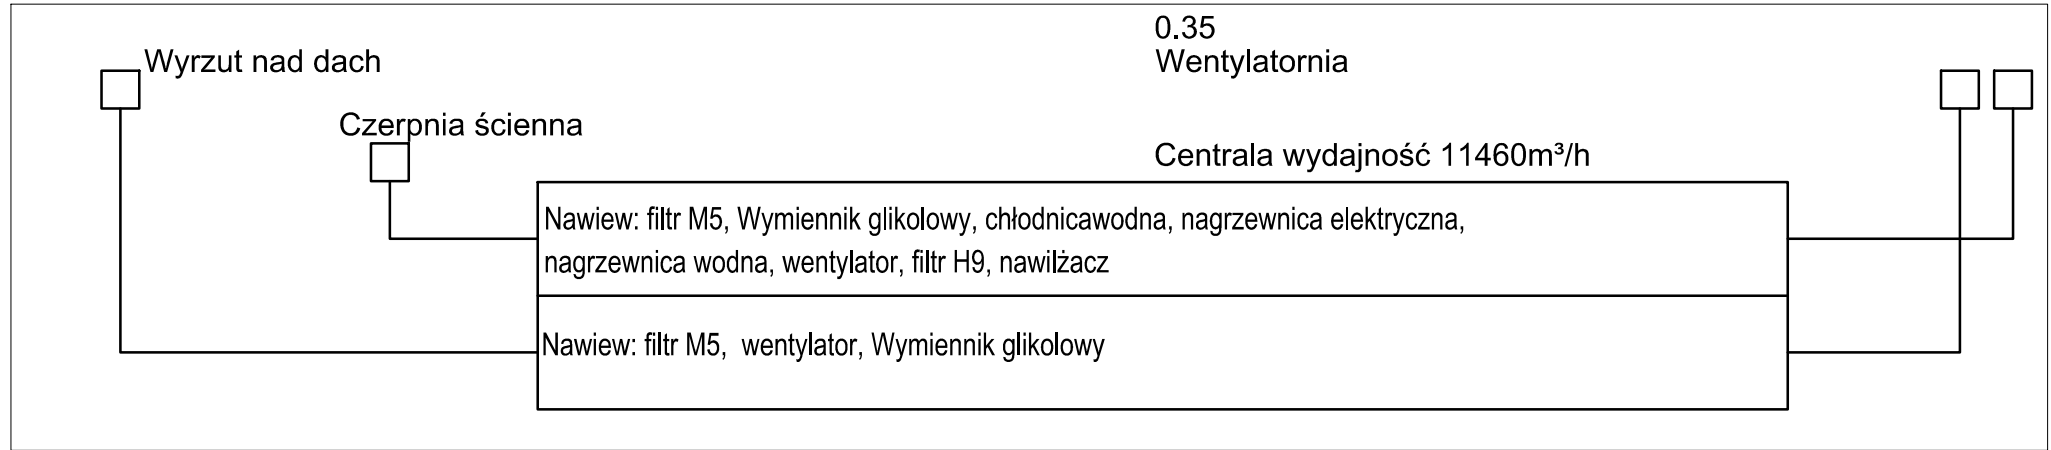 0.35
Wyrzut nad dach
Wentylatornia
Czerpnia ścienna
Centrala wydajność 11460m³/h
Nawiew: filtr M5, Wymiennik glikolowy, chłodnicawodna, nagrzewnica elektryczna,
nagrzewnica wodna, wentylator, filtr H9, nawilżacz
Nawiew: filtr M5, wentylator, Wymiennik glikolowy